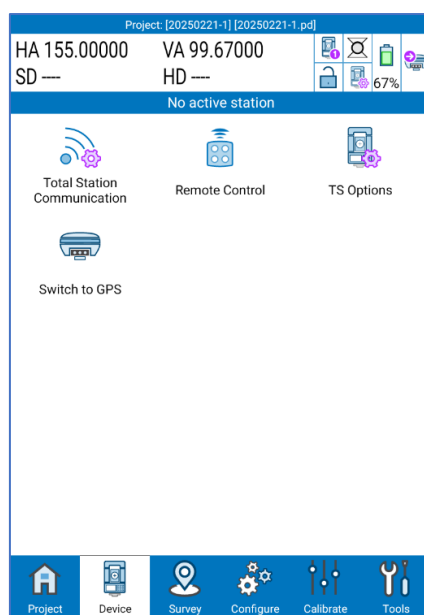 Project: [20250221-1] [20250221-1.pd]
HA 155.00000 VA 99.67000
SD ---- HD ----
67%
No active station
Total Station
Communication
Remote Control
TS Options
Switch to GPS
Project Device Survey Configure Calibrate Tools